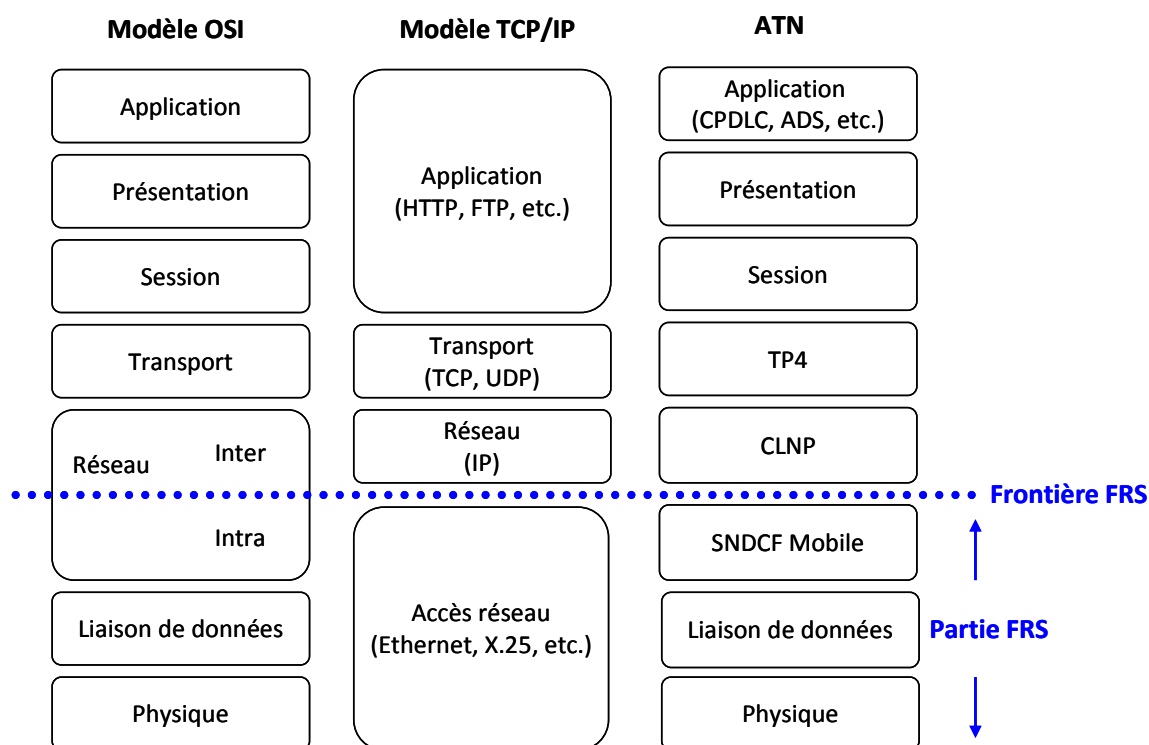 Modèle OSI
Modèle TCP/IP
ATN
Application
Présentation
Session
Transport
Réseau
Inter
Intra
Liaison de données
Physique
Application
(HTTP, FTP, etc.)
Transport
(TCP, UDP)
Réseau
(IP)
Accès réseau
(Ethernet, X.25, etc.)
Application
(CPDLC, ADS, etc.)
Présentation
Session
TP4
CLNP
SNDCF Mobile
Liaison de données
Physique
Frontière FRS
Partie FRS